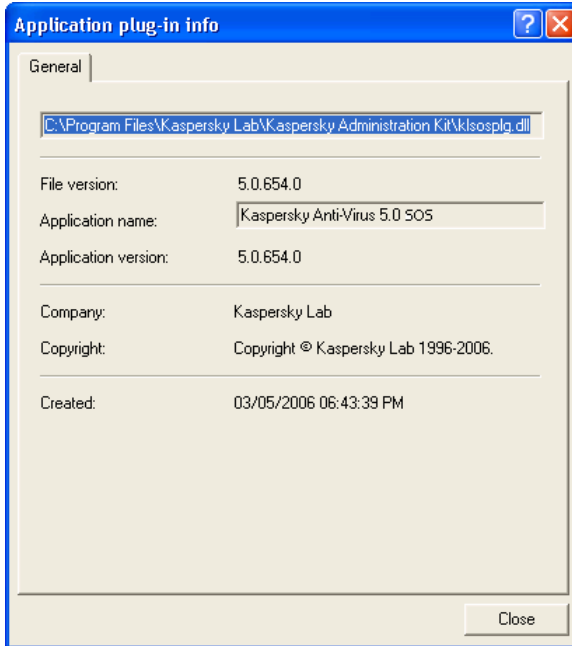 Application plug-in info
General
C:\Program Files\Kaspersky Lab\Kaspersky Administration Kit\klsosplg.dll
File version: 5.0.654.0
Application name: Kaspersky Anti-Virus 5.0 SOS
Application version: 5.0.654.0
Company: Kaspersky Lab
Copyright: Copyright © Kaspersky Lab 1996-2006.
Created: 03/05/2006 06:43:39 PM
Close